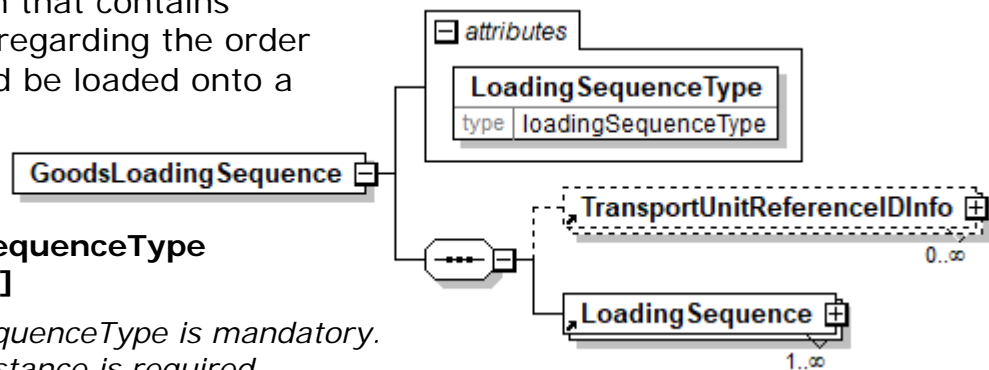 that contains
regarding the order
be loaded onto a
attributes
LoadingSequenceType
type loadingSequenceType
GoodsLoadingSequence
TransportUnitReferenceIDInfo
0..∞
equenceType
]
LoadingSequence
1..∞
quenceType is mandatory.
stance is required